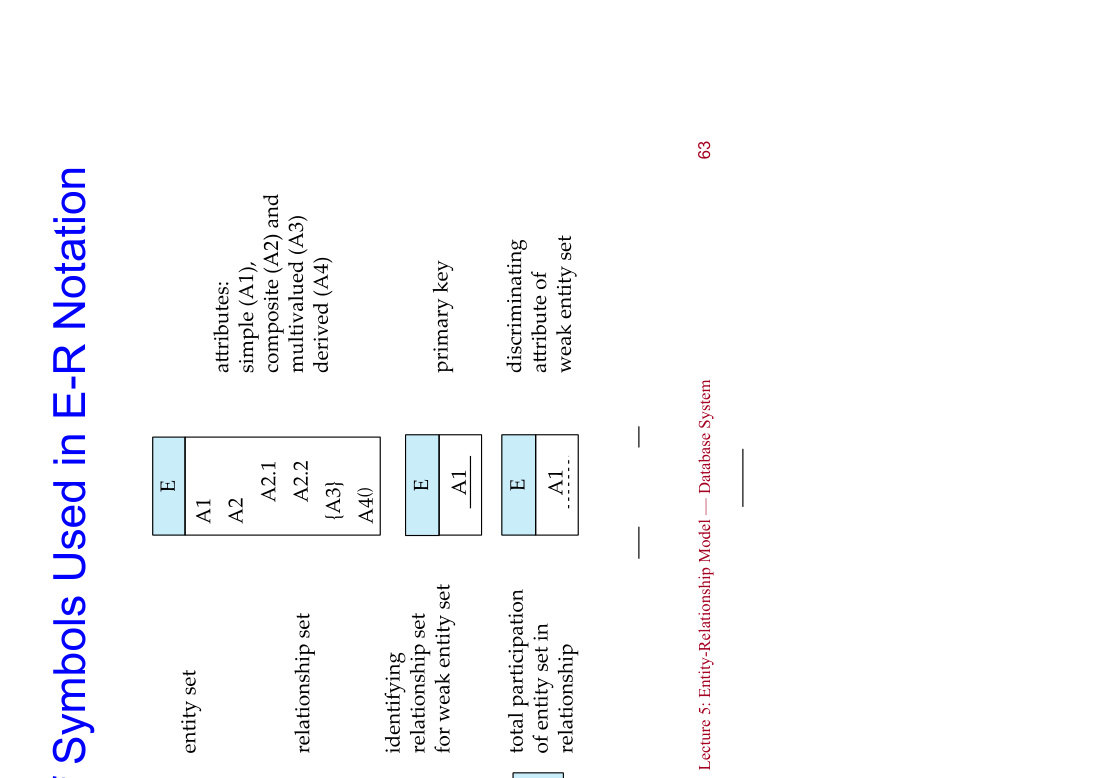 Symbols Used in E-R Notation
entity set
relationship set
identifying
relationship set
for weak entity set
total participation
of entity set in
relationship
E
A1
A2
A2.1
A2.2
{A3}
A4()
attributes:
simple (A1),
composite (A2) and
multivalued (A3)
derived (A4)
E
A1
primary key
E
A1
discriminating
attribute of
weak entity set
Lecture 5: Entity-Relationship Model — Database System
63